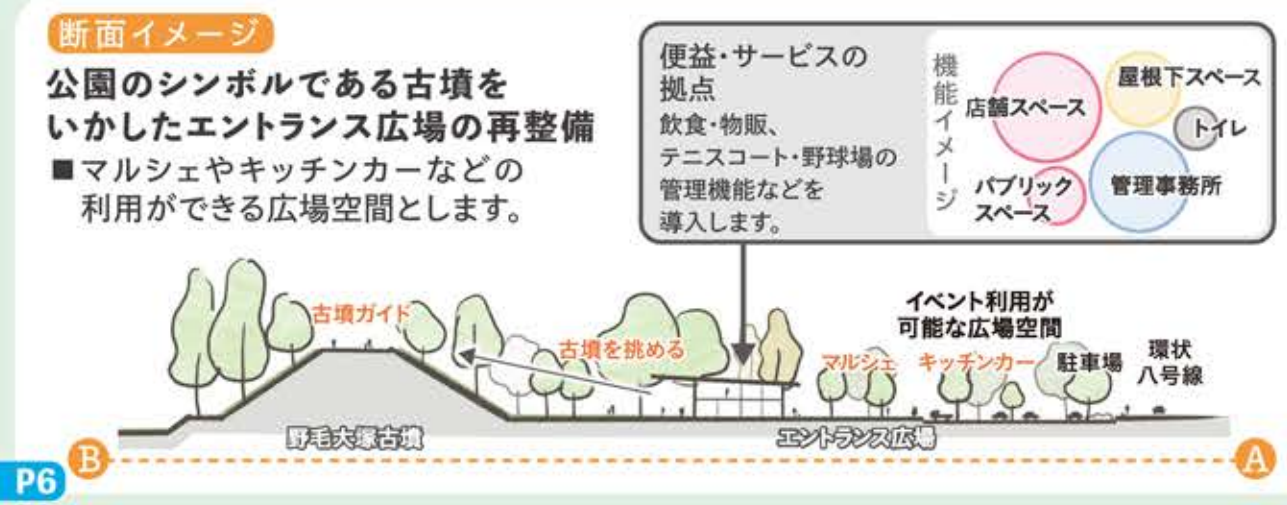 断面イメージ
公園のシンボルである古墳を
いかしたエントランス広場の再整備
■マルシェやキッチンカーなどの
利用ができる広場空間とします。
便益・サービスの
拠点
飲食・物販、
テニスコート・野球場の
管理機能などを
導入します。
機能イメージ
店舗スペース
屋根下スペース
トイレ
パブリック
スペース
管理事務所
古墳ガイド
古墳を挑める
イベント利用が
可能な広場空間
マルシェ
キッチンカー
駐車場
環状
八号線
野毛大塚古墳
エントランス広場
B
A
P6